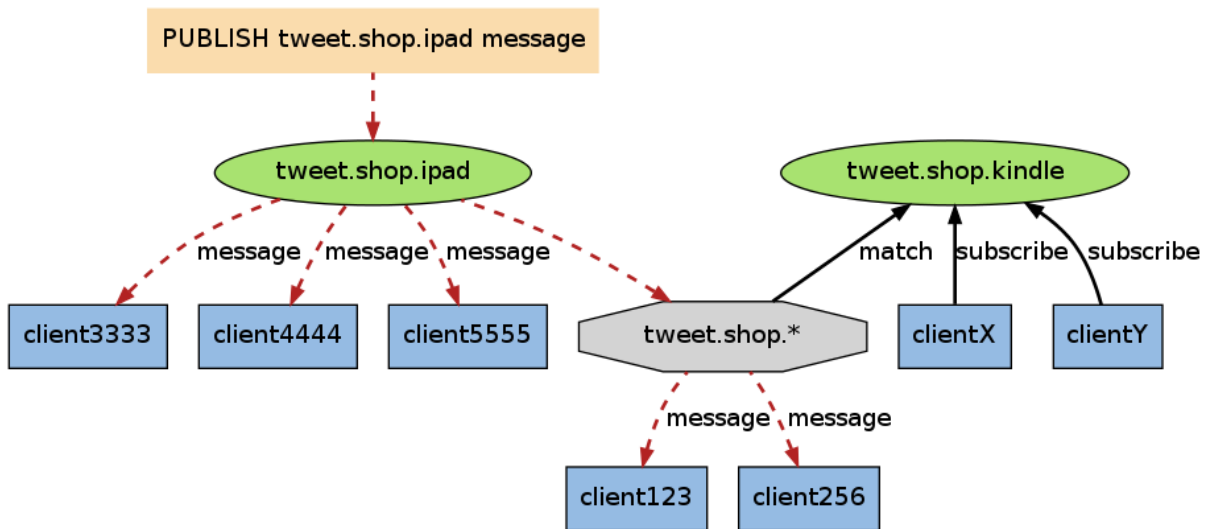 PUBLISH tweet.shop.ipad message
tweet.shop.ipad
tweet.shop.kindle
message
message
message
match
subscribe
subscribe
client3333
client4444
client5555
tweet.shop.*
clientX
clientY
message
message
client123
client256